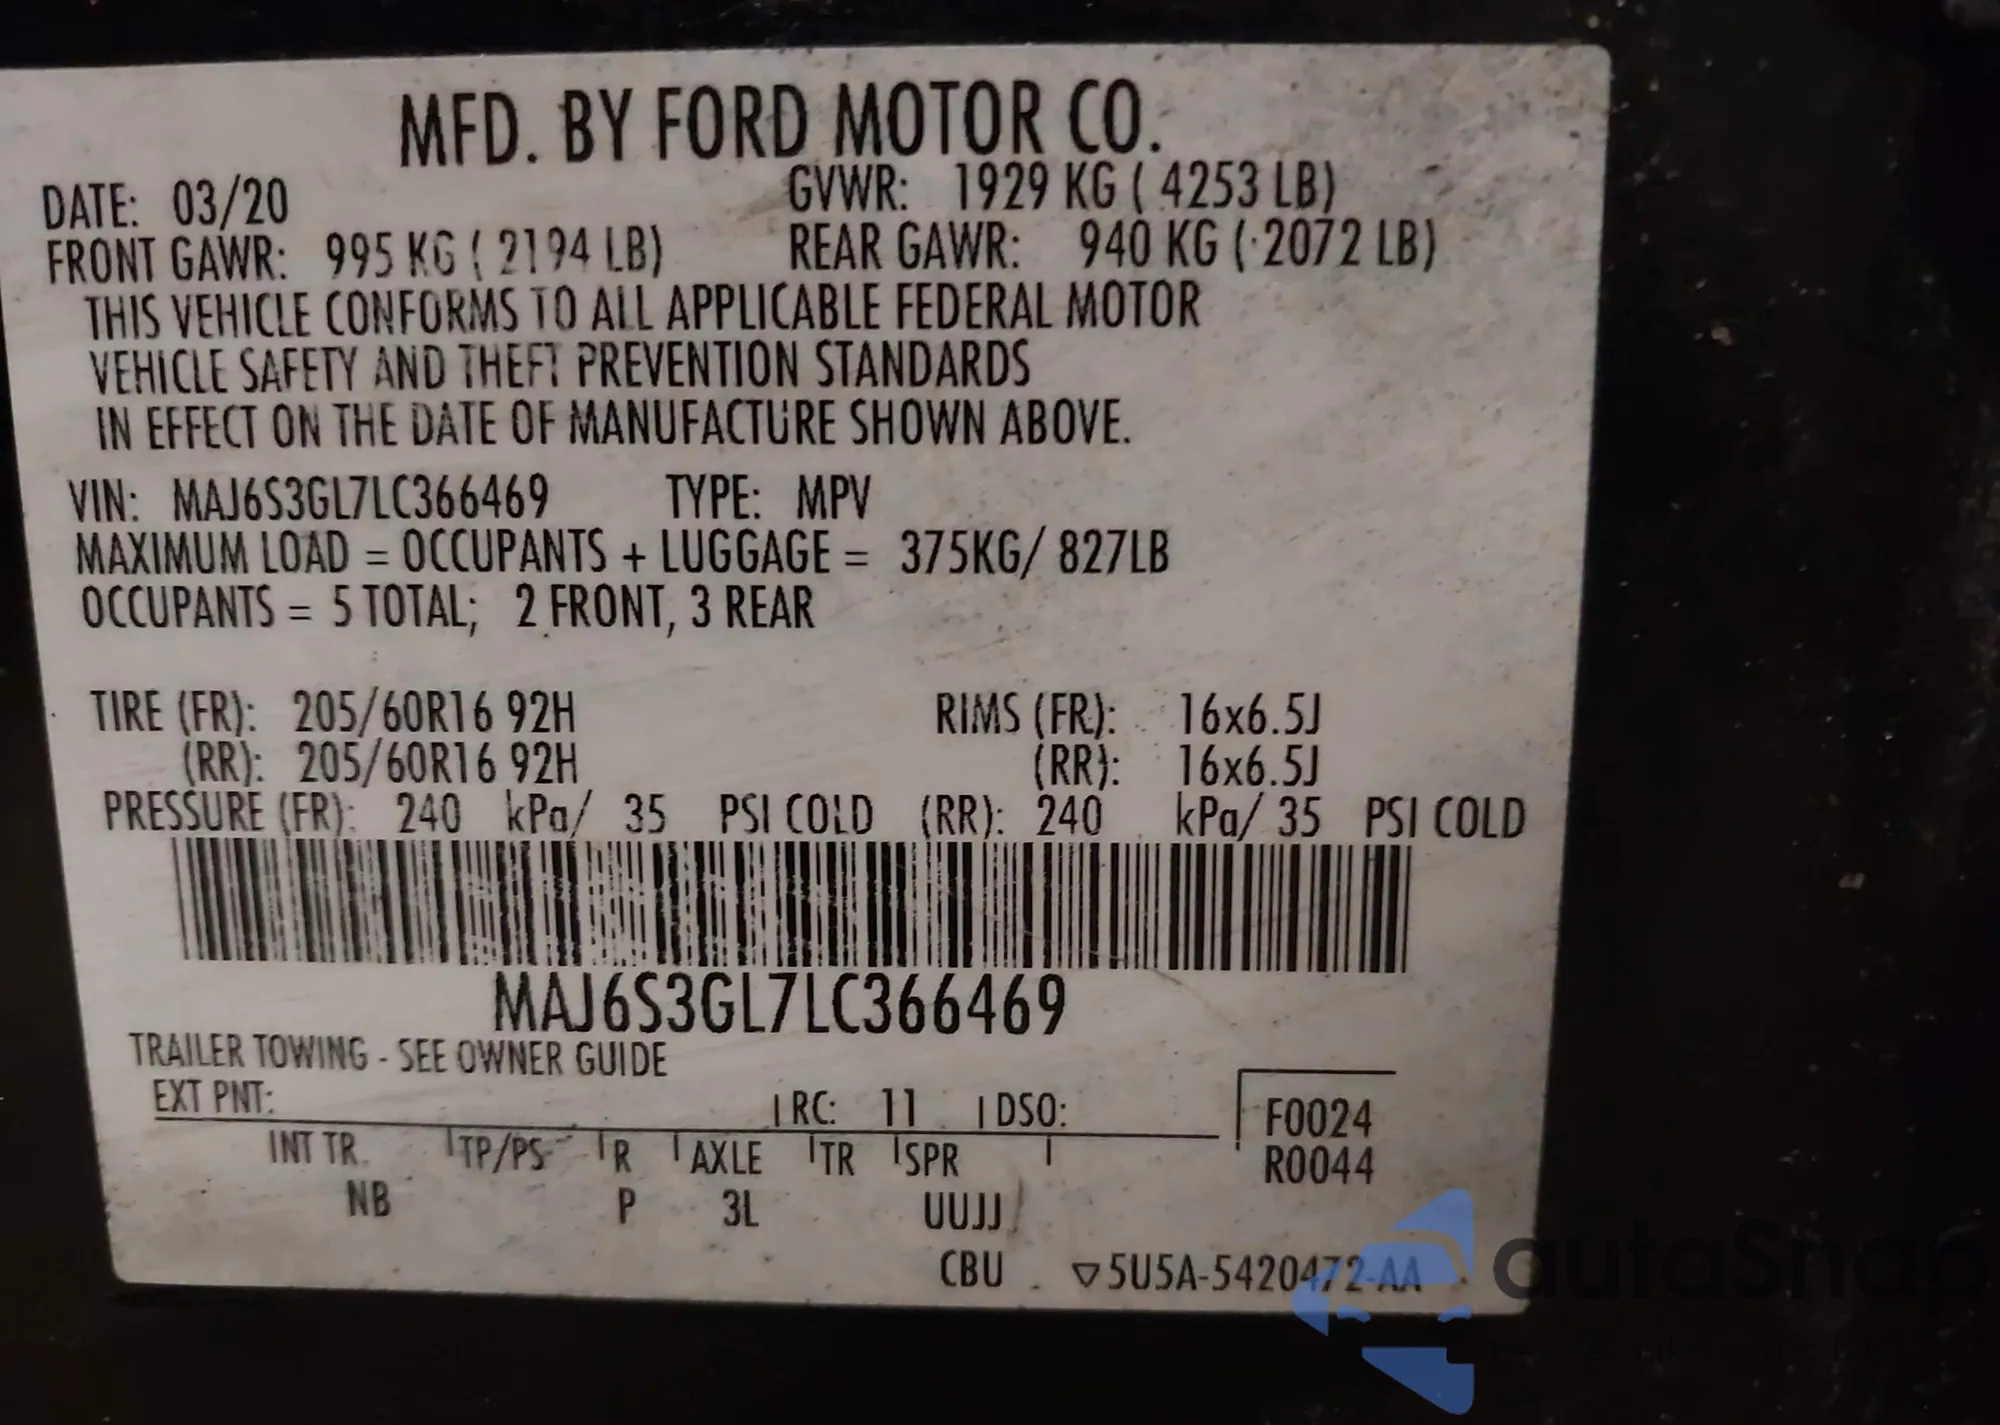 MFD. BY FORD MOTOR CO.
DATE: 03/20 GVWR: 1929 KG ( 4253 LB)
FRONT GAWR: 995 KG ( 2194 LB) REAR GAWR: 940 KG ( 2072 LB)
THIS VEHICLE CONFORMS TO ALL APPLICABLE FEDERAL MOTOR
VEHICLE SAFETY AND THEFT PREVENTION STANDARDS
IN EFFECT ON THE DATE OF MANUFACTURE SHOWN ABOVE.
VIN: MAJ6S3GL7LC366469 TYPE: MPV
MAXIMUM LOAD = OCCUPANTS + LUGGAGE = 375KG/ 827LB
OCCUPANTS = 5 TOTAL; 2 FRONT, 3 REAR
TIRE (FR): 205/60R16 92H RIMS (FR): 16x6.5J
(RR): 205/60R16 92H (RR): 16x6.5J
PRESSURE (FR): 240 kPa/ 35 PSI COLD (RR): 240 kPa/ 35 PSI COLD
MAJ6S3GL7LC366469
TRAILER TOWING - SEE OWNER GUIDE
EXT PNT: RC: 11 DSO: F0024
INT TR. TP/PS R AXLE TR SPR R0044
NB P 3L UUJJ
CBU ▽5U5A-5420472-AA
autaSnap